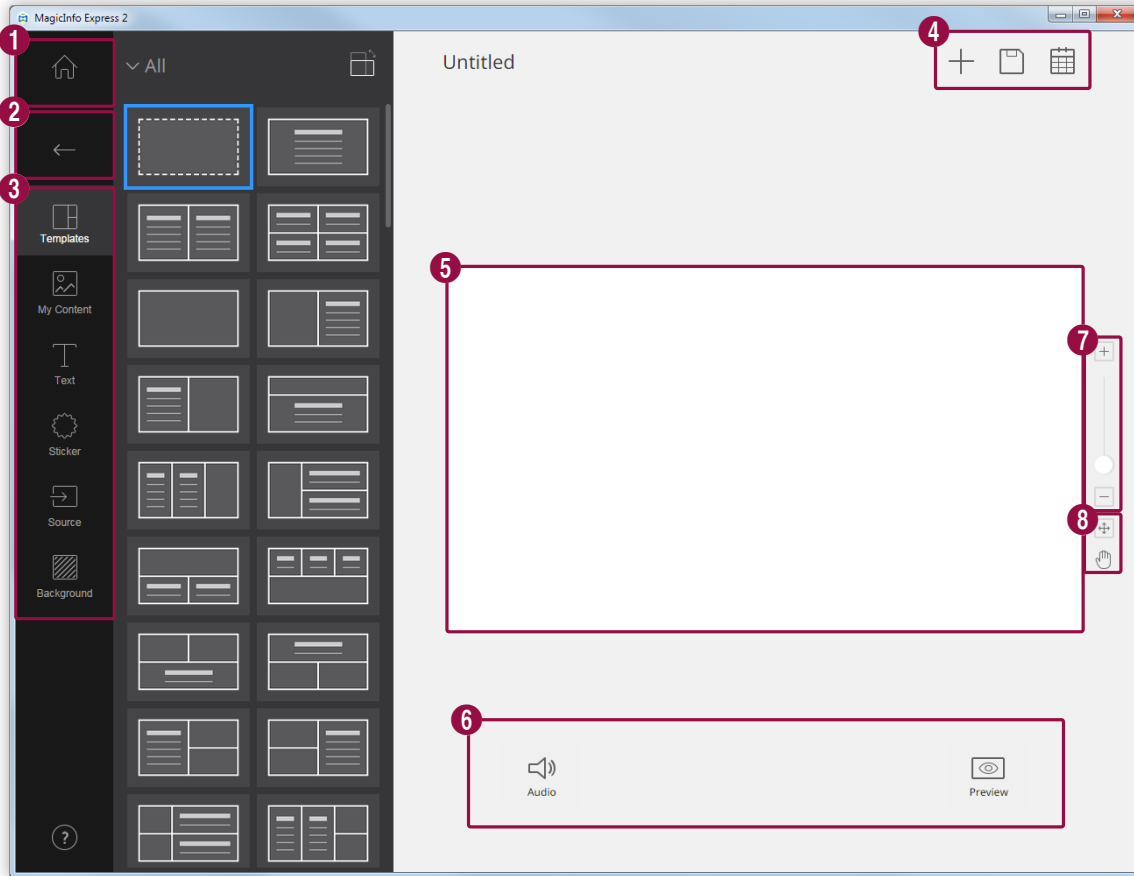 MagicInfo Express 2
1
All
Untitled
4
2
3
Templates
My Content
Text
Sticker
Source
Background
?
5
7
8
6
Audio
Preview